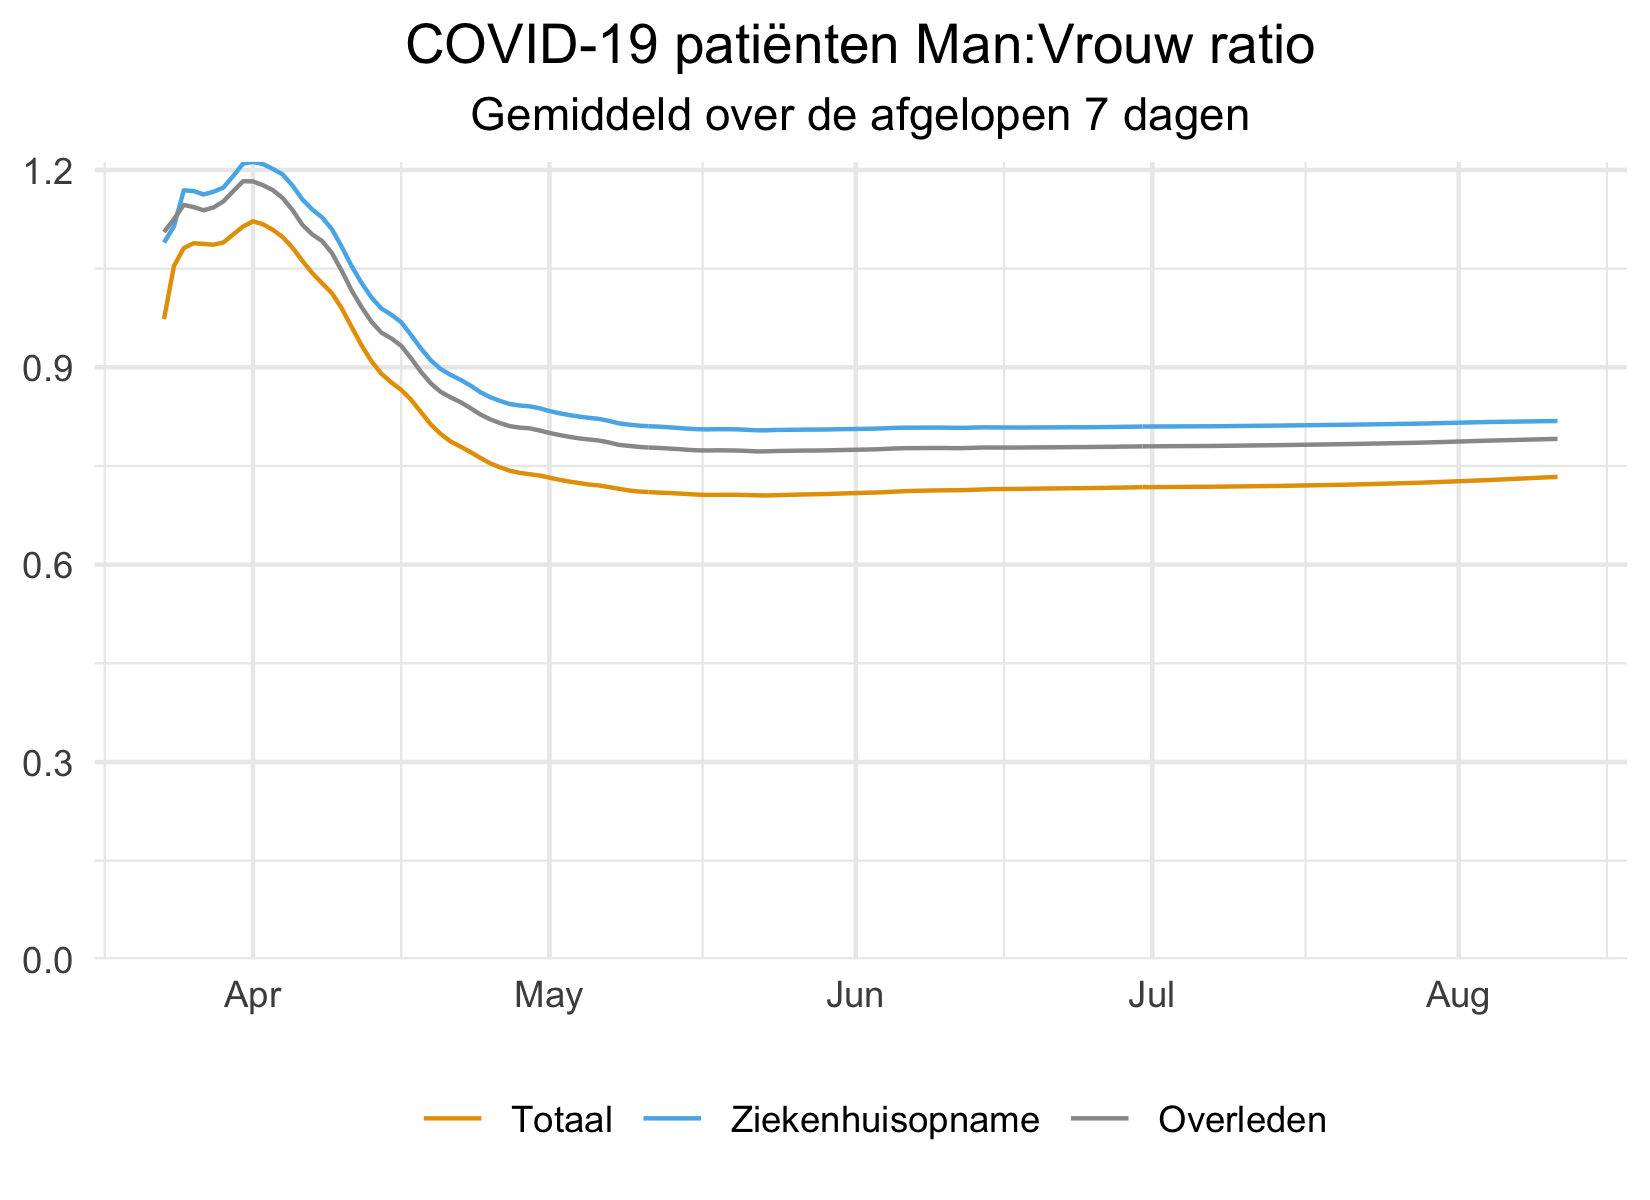 COVID-19 patiënten Man:Vrouw ratio
Gemiddeld over de afgelopen 7 dagen
1.2
0.9
0.6
0.3
0.0
Apr May Jun Jul Aug
Totaal Ziekenhuisopname Overleden